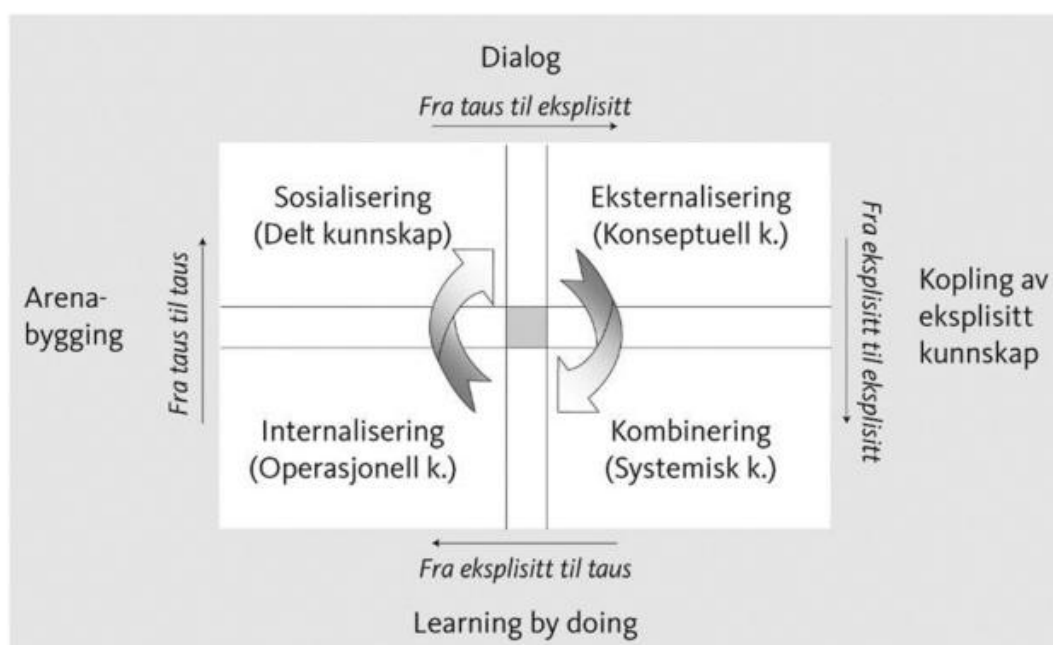 Dialog
Fra taus til eksplisitt
Sosialisering
(Delt kunnskap)
Eksternalisering
(Konseptuell k.)
Arena-
bygging
Fra taus til taus
Fra eksplisitt til eksplisitt
Kopling av
eksplisitt
kunnskap
Internalisering
(Operasjonell k.)
Kombinering
(Systemisk k.)
Fra eksplisitt til taus
Learning by doing